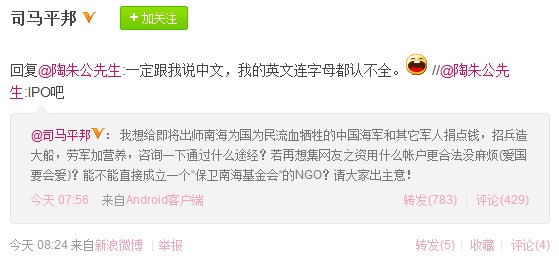 司马平邦
+ 加关注
回复@陶朱公先生:一定跟我说中文，我的英文连字母都认不全。 //@陶朱公先
生:IPO吧
@司马平邦 ： 我想给即将出师南海为国为民流血牺牲的中国海军和其它军人捐点钱，招兵造
大船，劳军加营养，咨询一下通过什么途径？若再想集网友之资用什么帐户更合法没麻烦(爱国
要会爱)？能不能直接成立一个“保卫南海基金会”的NGO？请大家出主意！
今天 07:56 来自Android客户端 转发(783) | 评论(429)
今天 08:24 来自新浪微博 | 举报 转发(5) | 收藏 | 评论(4)